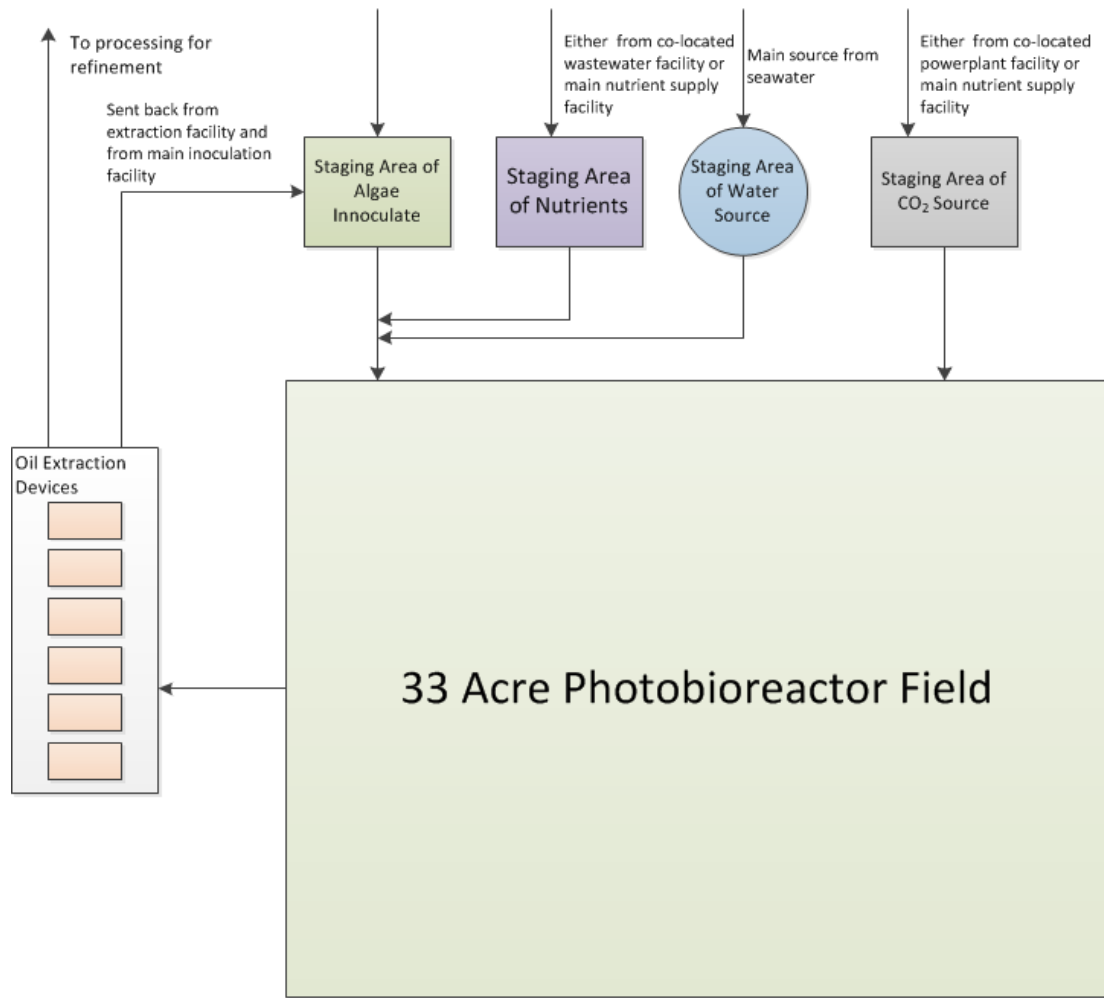 To processing for
refinement
Sent back from
extraction facility and
from main inoculation
facility
Either from co-located
wastewater facility or
main nutrient supply
facility
Main source from
seawater
Either from co-located
powerplant facility or
main nutrient supply
facility
Staging Area of
Algae
Innoculate
Staging Area
of Nutrients
Staging Area
of Water
Source
Staging Area of
CO₂ Source
Oil Extraction
Devices
33 Acre Photobioreactor Field